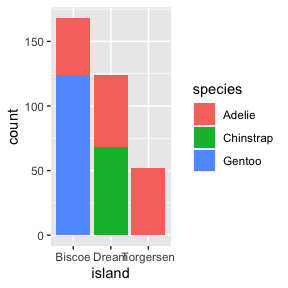 150
100
50
0
count
Biscoe Dream Torgersen
island
species
Adelie
Chinstrap
Gentoo